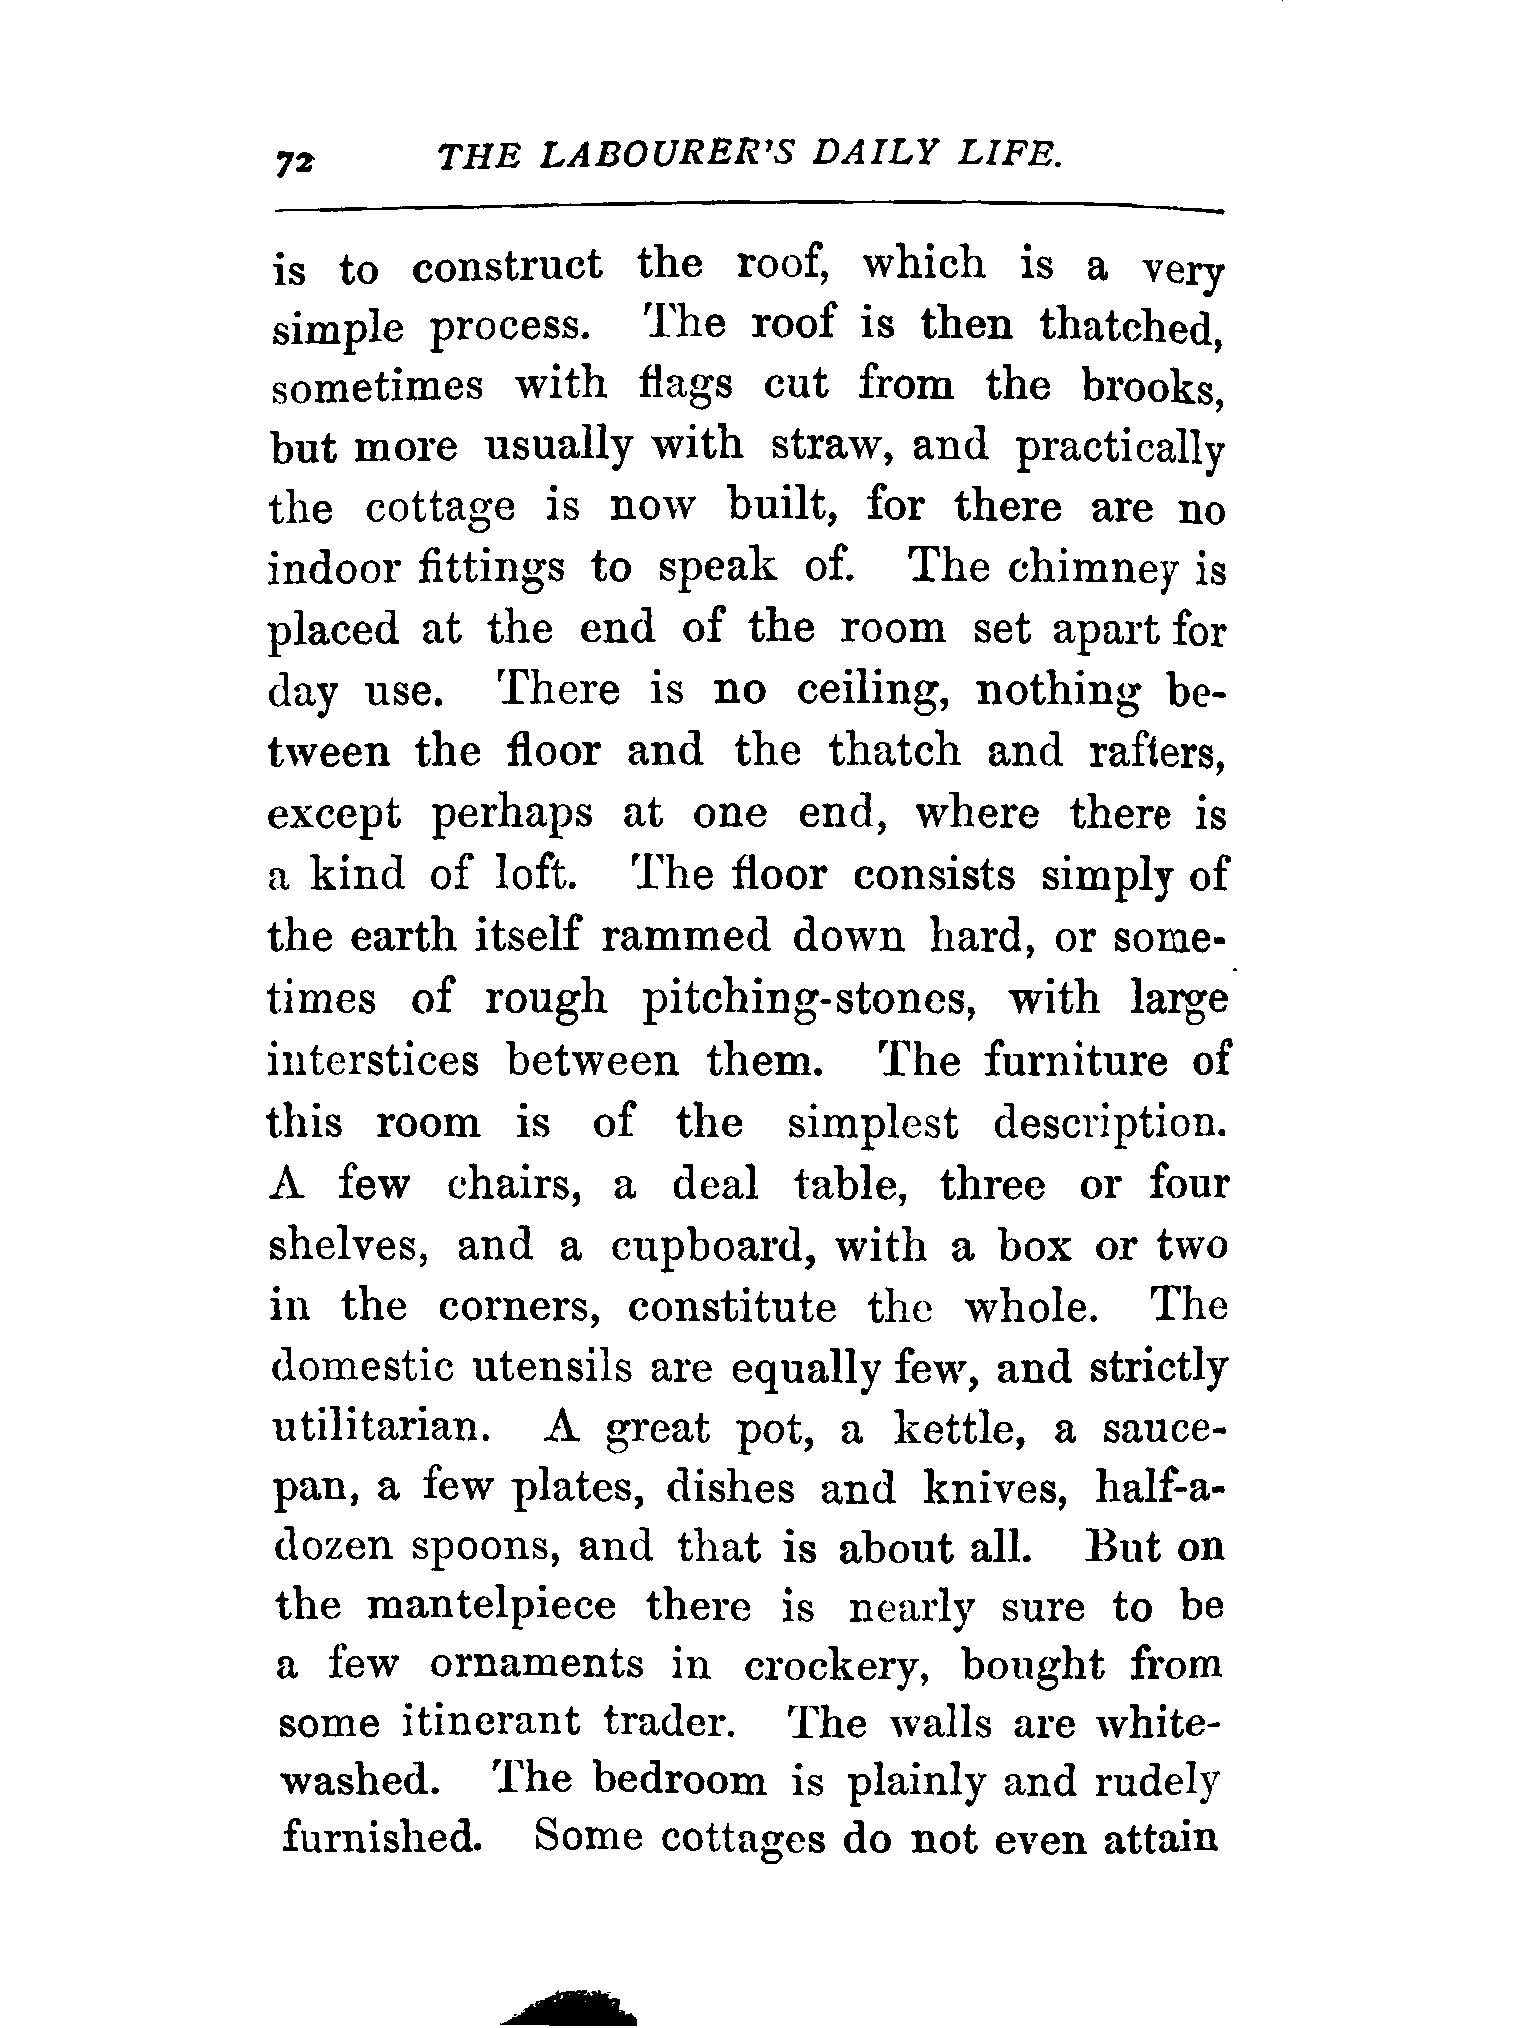 72 THE LABOURER'S DAILY LIFE.
is to construct the roof, which is a very
simple process. The roof is then thatched,
sometimes with flags cut from the brooks,
but more usually with straw, and practically
the cottage is now built, for there are no
indoor fittings to speak of. The chimney is
placed at the end of the room set apart for
day use. There is no ceiling, nothing be-
tween the floor and the thatch and rafters,
except perhaps at one end, where there is
a kind of loft. The floor consists simply of
the earth itself rammed down hard, or some-
times of rough pitching-stones, with large
interstices between them. The furniture of
this room is of the simplest description.
A few chairs, a deal table, three or four
shelves, and a cupboard, with a box or two
in the corners, constitute the whole. The
domestic utensils are equally few, and strictly
utilitarian. A great pot, a kettle, a sauce-
pan, a few plates, dishes and knives, half-a-
dozen spoons, and that is about all. But on
the mantelpiece there is nearly sure to be
a few ornaments in crockery, bought from
some itinerant trader. The walls are white-
washed. The bedroom is plainly and rudely
furnished. Some cottages do not even attain